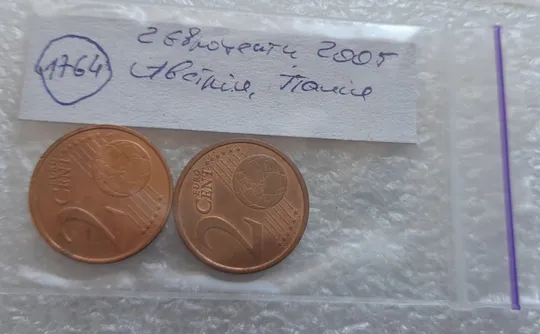 1764
2 євроценти 2005
Австрія, Італія
2 EURO CENT
2 EURO CENT